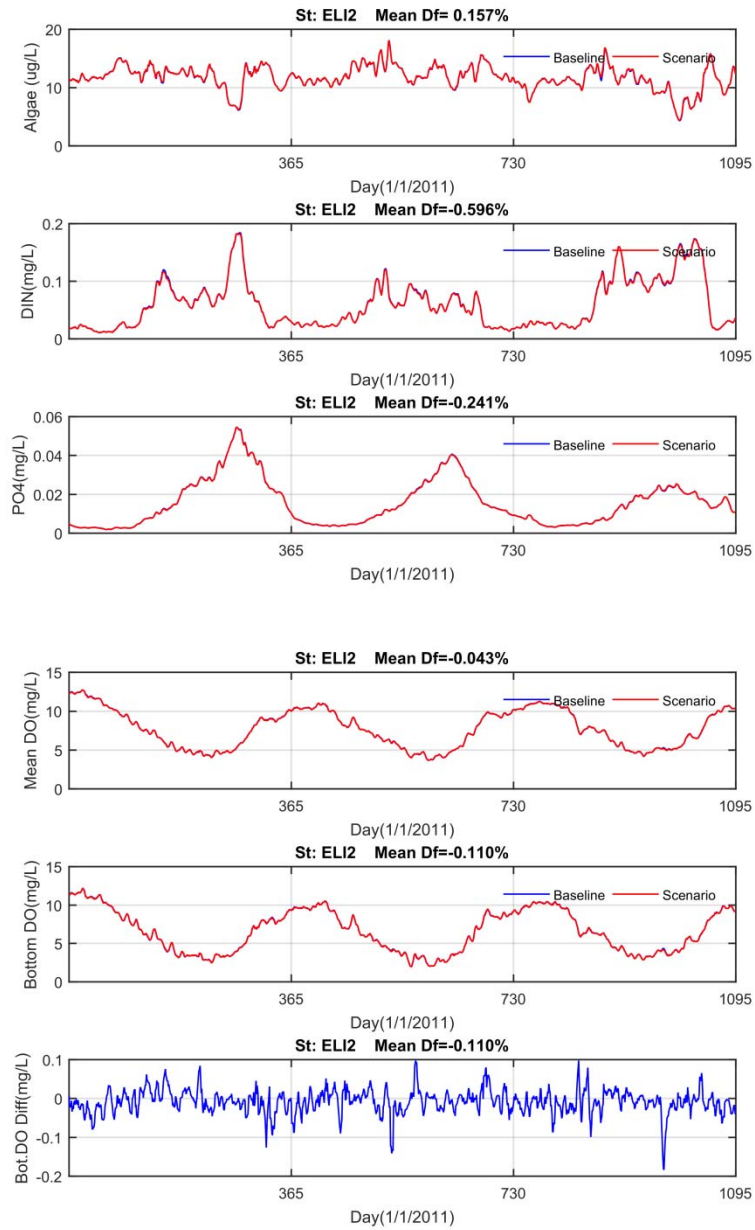 St: ELI2 Mean Df= 0.157%
20
10
0
Algae (ug/L)
Baseline Scenario
365 730 1095
Day(1/1/2011)
St: ELI2 Mean Df=-0.596%
0.2
0.1
0
DIN(mg/L)
Baseline Scenario
365 730 1095
Day(1/1/2011)
St: ELI2 Mean Df=-0.241%
0.06
0.04
0.02
0
PO4(mg/L)
Baseline Scenario
365 730 1095
Day(1/1/2011)
St: ELI2 Mean Df=-0.043%
15
10
5
0
Mean DO(mg/L)
Baseline Scenario
365 730 1095
Day(1/1/2011)
St: ELI2 Mean Df=-0.110%
15
10
5
0
Bottom DO(mg/L)
Baseline Scenario
365 730 1095
Day(1/1/2011)
St: ELI2 Mean Df=-0.110%
0.1
0
-0.1
-0.2
Bot.DO Diff(mg/L)
365 730 1095
Day(1/1/2011)